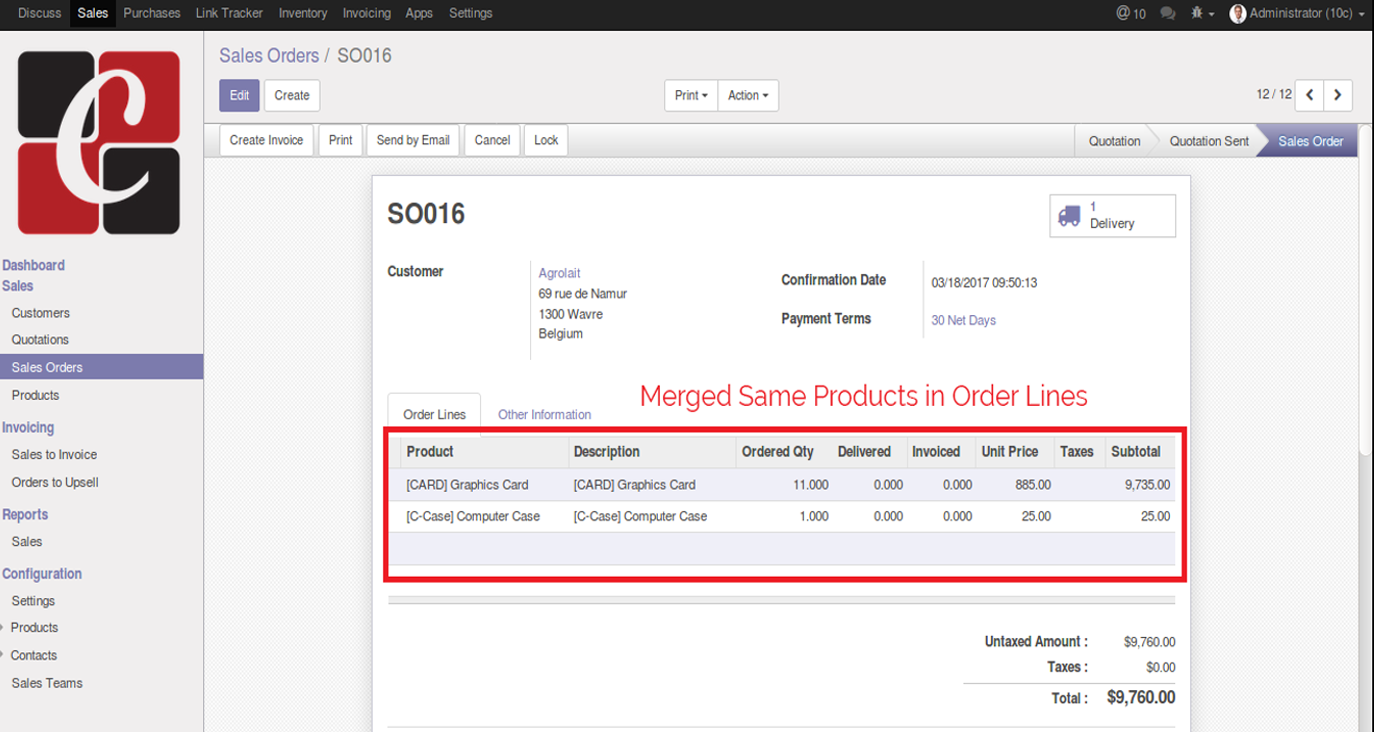 Discuss Sales Purchases Link Tracker Inventory Invoicing Apps Settings @ 10 Administrator (10c)
C
Sales Orders / SO016
Edit Create Print Action 12 / 12
Create Invoice Print Send by Email Cancel Lock Quotation Quotation Sent Sales Order
Dashboard
Sales
Customers
Quotations
Sales Orders
Products
Invoicing
Sales to Invoice
Orders to Upsell
Reports
Sales
Configuration
Settings
Products
Contacts
Sales Teams
SO016
1
Delivery
Customer
Agrolait
69 rue de Namur
1300 Wavre
Belgium
Confirmation Date 03/18/2017 09:50:13
Payment Terms 30 Net Days
Merged Same Products in Order Lines
Order Lines Other Information
Product Description Ordered Qty Delivered Invoiced Unit Price Taxes Subtotal
[CARD] Graphics Card [CARD] Graphics Card 11.000 0.000 0.000 885.00 9,735.00
[C-Case] Computer Case [C-Case] Computer Case 1.000 0.000 0.000 25.00 25.00
Untaxed Amount : $9,760.00
Taxes : $0.00
Total : $9,760.00